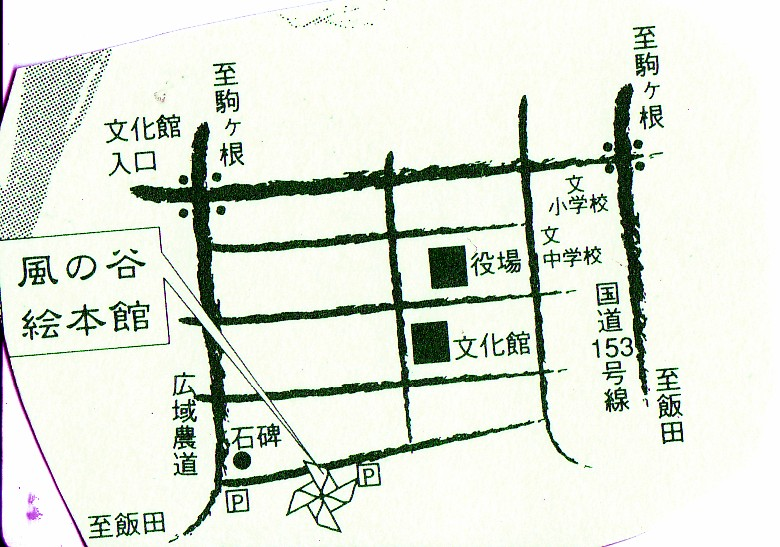 至駒ヶ根
至駒ヶ根
文化館
入口
文
小学校
風の谷
絵本館
役場
文
中学校
国道153号線
文化館
広域農道
至飯田
石碑
P
P
至飯田